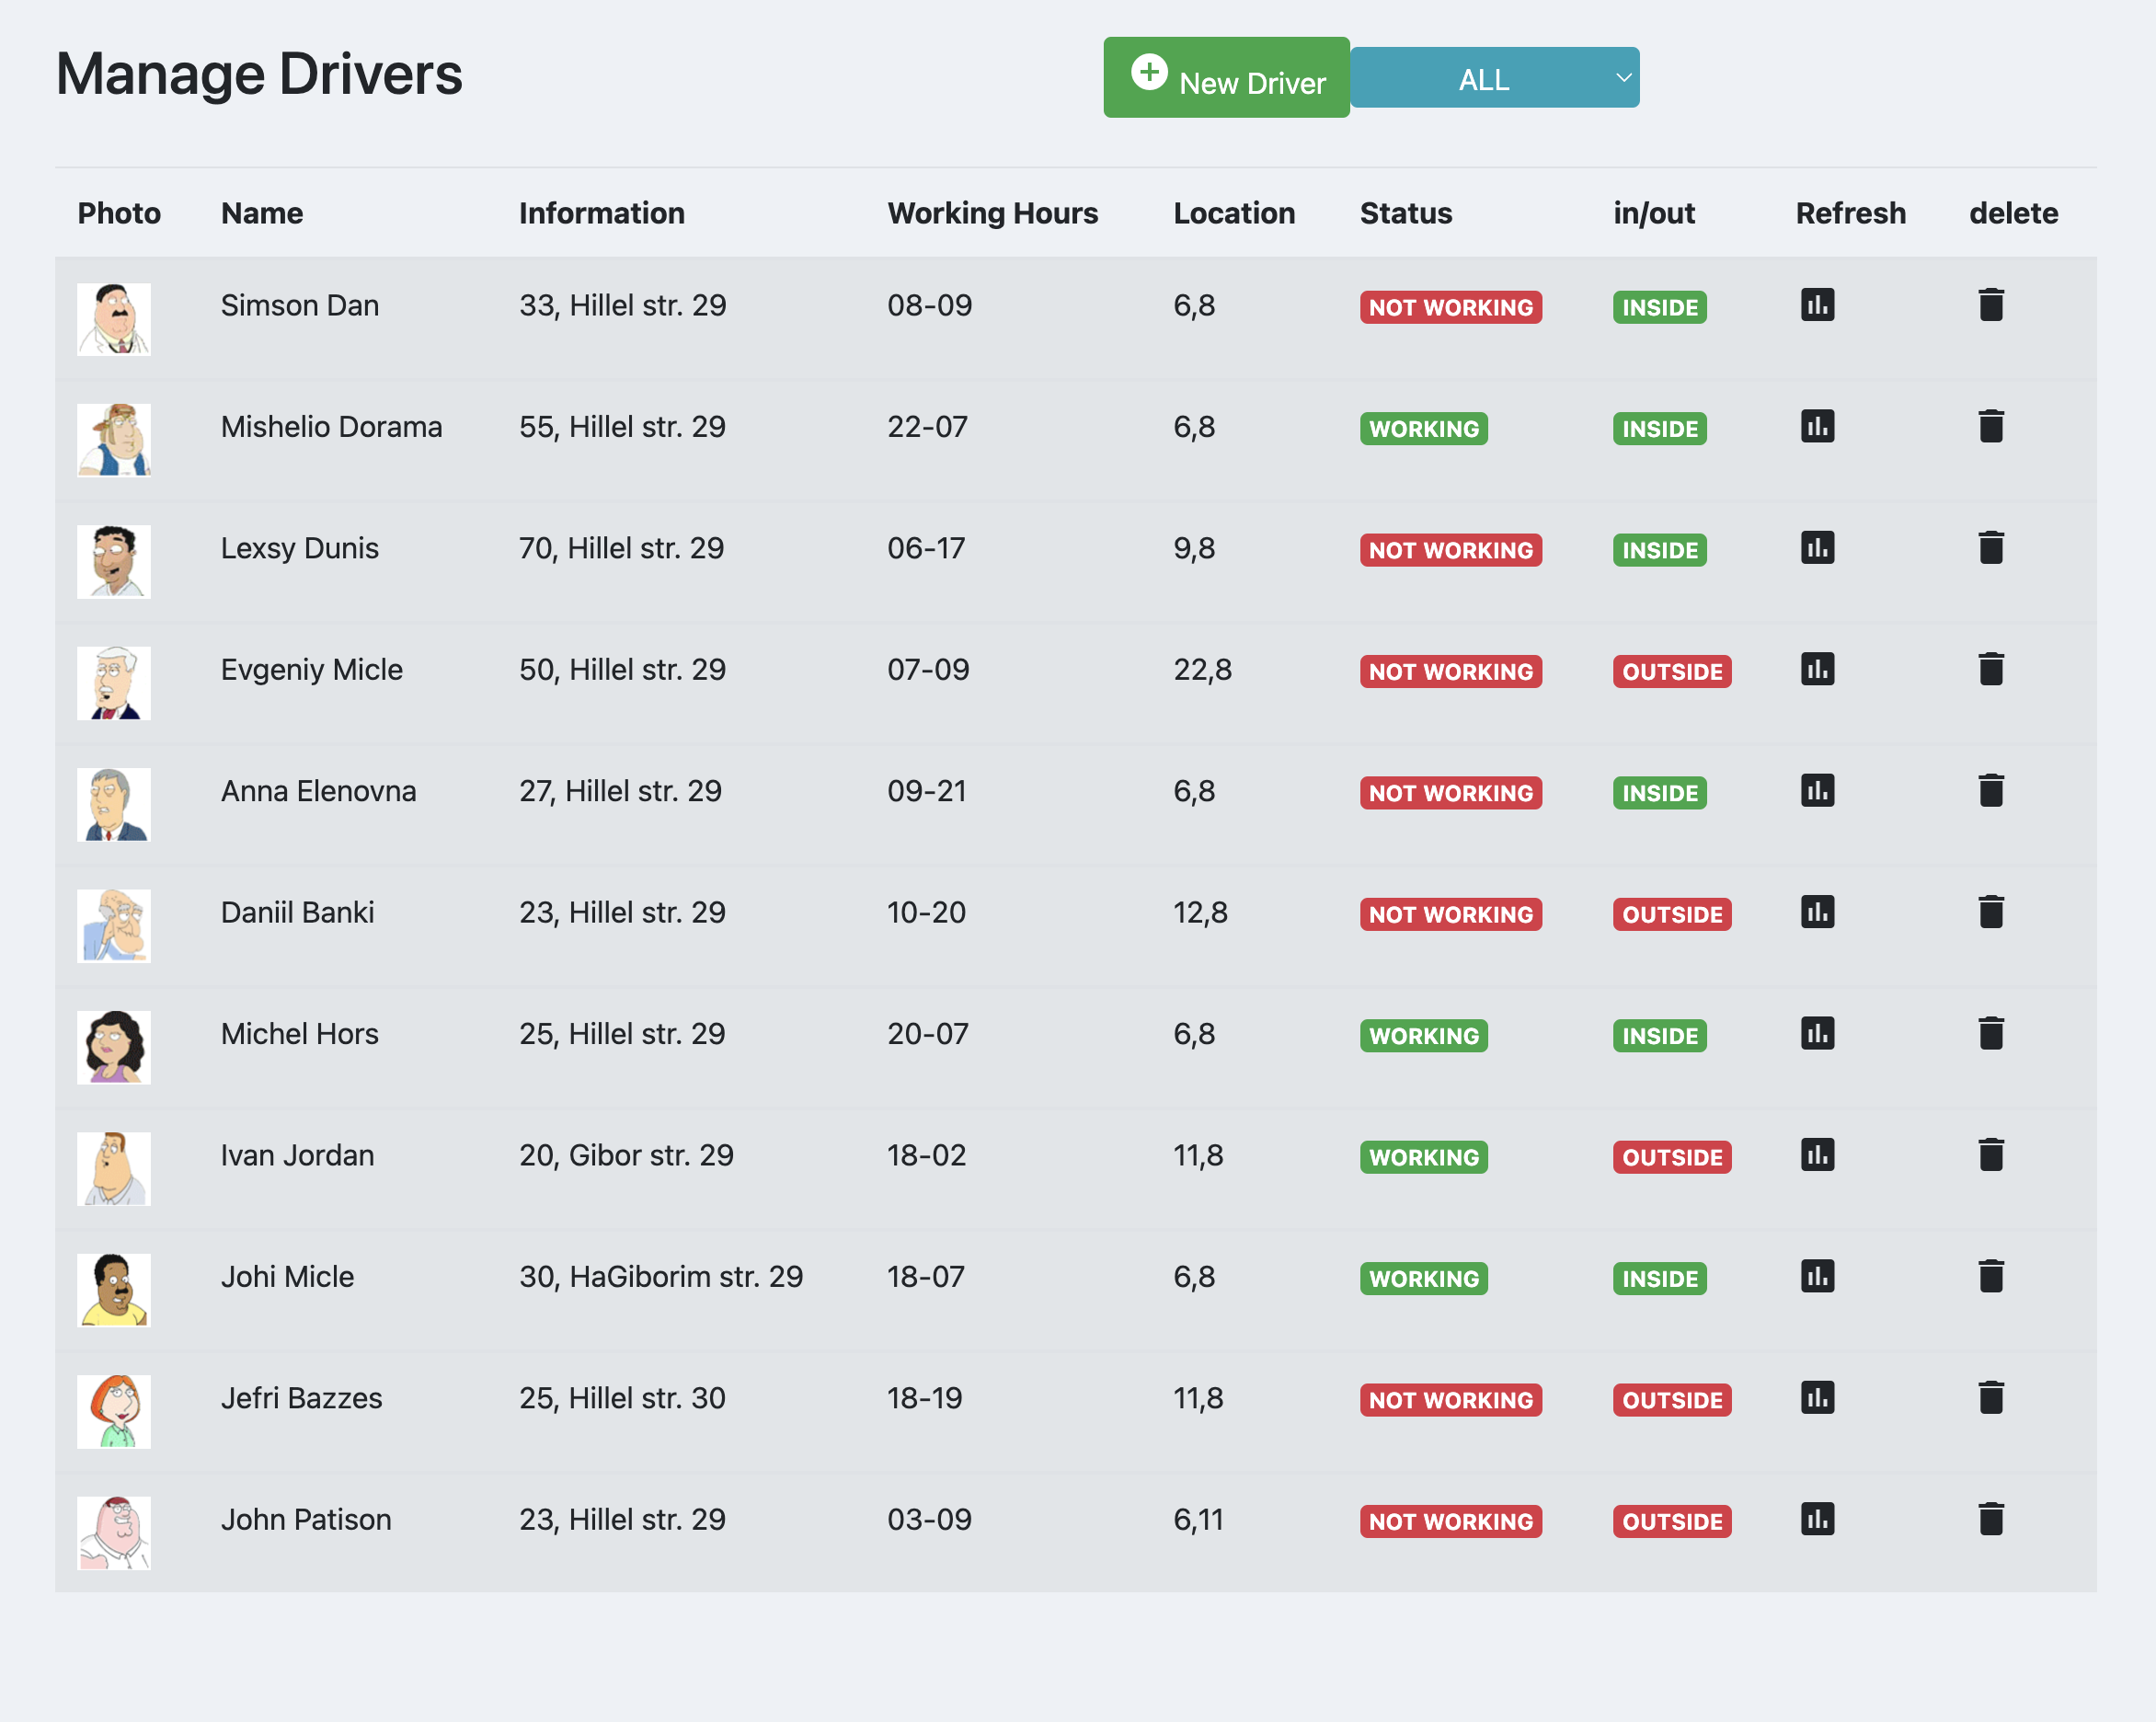 Manage Drivers
New Driver ALL
Photo Name Information Working Hours Location Status in/out Refresh delete
Simson Dan 33, Hillel str. 29 08-09 6,8 NOT WORKING INSIDE
Mishelio Dorama 55, Hillel str. 29 22-07 6,8 WORKING INSIDE
Lexsy Dunis 70, Hillel str. 29 06-17 9,8 NOT WORKING INSIDE
Evgeniy Micle 50, Hillel str. 29 07-09 22,8 NOT WORKING OUTSIDE
Anna Elenovna 27, Hillel str. 29 09-21 6,8 NOT WORKING INSIDE
Daniil Banki 23, Hillel str. 29 10-20 12,8 NOT WORKING OUTSIDE
Michel Hors 25, Hillel str. 29 20-07 6,8 WORKING INSIDE
Ivan Jordan 20, Gibor str. 29 18-02 11,8 WORKING OUTSIDE
Johi Micle 30, HaGiborim str. 29 18-07 6,8 WORKING INSIDE
Jefri Bazzes 25, Hillel str. 30 18-19 11,8 NOT WORKING OUTSIDE
John Patison 23, Hillel str. 29 03-09 6,11 NOT WORKING OUTSIDE